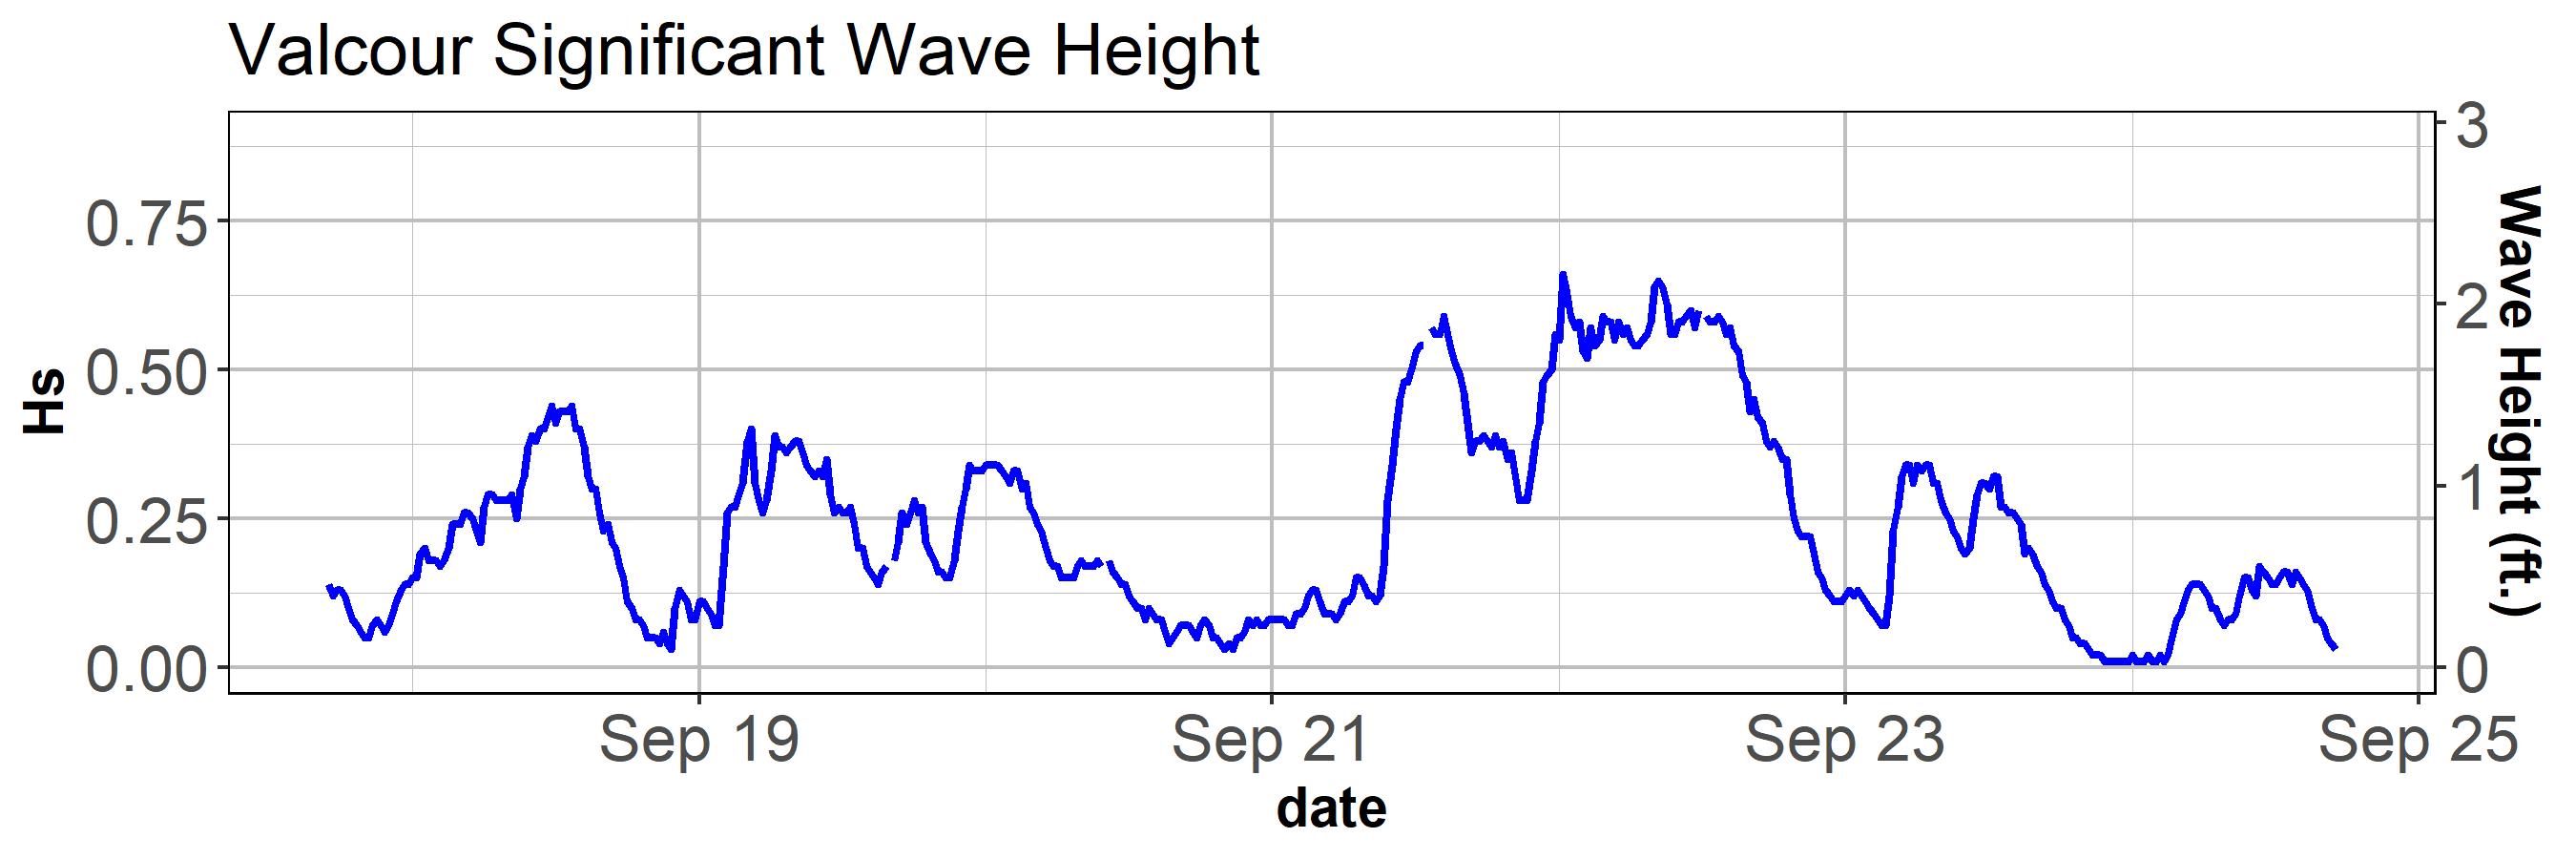 Valcour Significant Wave Height
Hs
0.75
0.50
0.25
0.00
3
2
1
0
Wave Height (ft.)
Sep 19
Sep 21
Sep 23
Sep 25
date